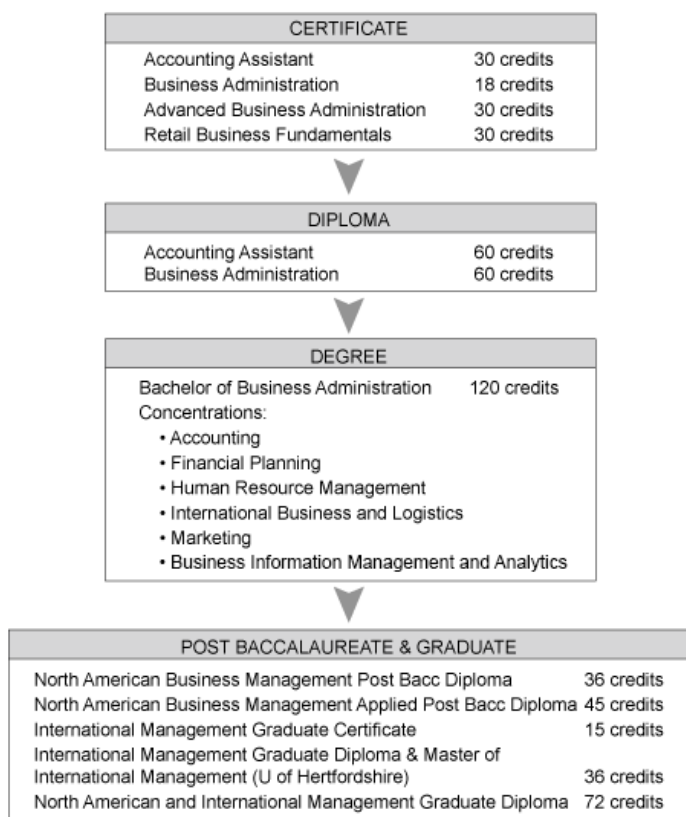 CERTIFICATE
Accounting Assistant 30 credits
Business Administration 18 credits
Advanced Business Administration 30 credits
Retail Business Fundamentals 30 credits
DIPLOMA
Accounting Assistant 60 credits
Business Administration 60 credits
DEGREE
Bachelor of Business Administration 120 credits
Concentrations:
• Accounting
• Financial Planning
• Human Resource Management
• International Business and Logistics
• Marketing
• Business Information Management and Analytics
POST BACCALAUREATE & GRADUATE
North American Business Management Post Bacc Diploma 36 credits
North American Business Management Applied Post Bacc Diploma 45 credits
International Management Graduate Certificate 15 credits
International Management Graduate Diploma & Master of
International Management (U of Hertfordshire) 36 credits
North American and International Management Graduate Diploma 72 credits